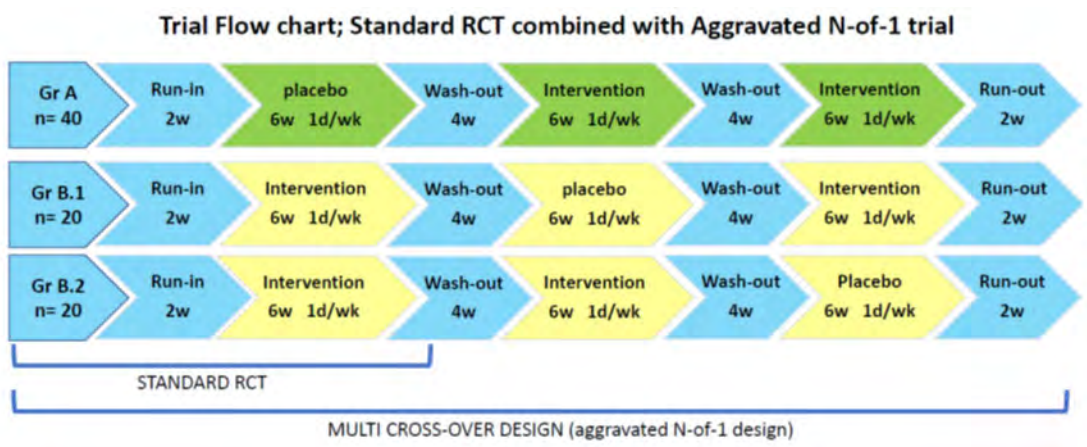 Trial Flow chart; Standard RCT combined with Aggravated N-of-1 trial
Gr A
n= 40
Run-in
2w
placebo
6w 1d/wk
Wash-out
4w
Intervention
6w 1d/wk
Wash-out
4w
Intervention
6w 1d/wk
Run-out
2w
Gr B.1
n= 20
Run-in
2w
Intervention
6w 1d/wk
Wash-out
4w
placebo
6w 1d/wk
Wash-out
4w
Intervention
6w 1d/wk
Run-out
2w
Gr B.2
n= 20
Run-in
2w
Intervention
6w 1d/wk
Wash-out
4w
Intervention
6w 1d/wk
Wash-out
4w
Placebo
6w 1d/wk
Run-out
2w
STANDARD RCT
MULTI CROSS-OVER DESIGN (aggravated N-of-1 design)